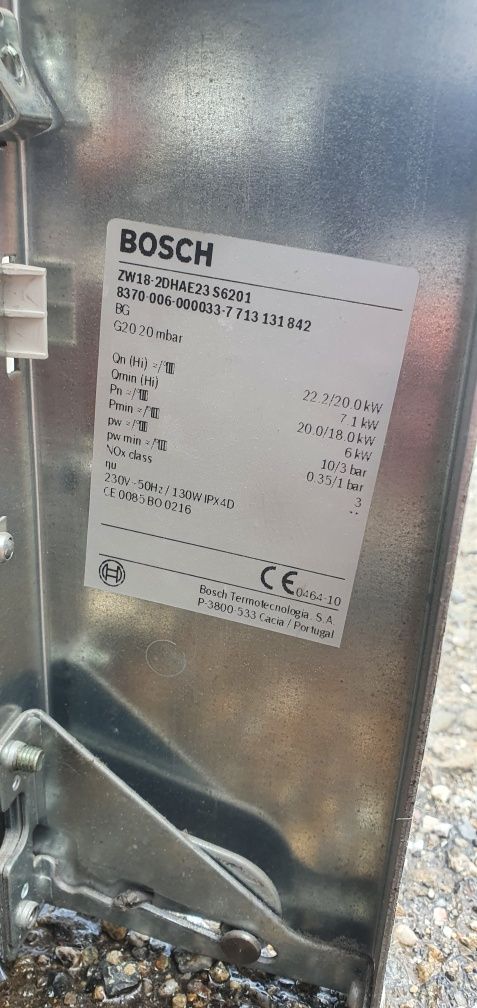 BOSCH
ZW18-2DHAE23 S6201
8370-006-000033-7 713 131 842
BG
G20 20 mbar
Qn (Hi) 22.2/20.0 kW
Qmin (Hi) 7.1 kW
Pn 20.0/18.0 kW
Pmin 6 kW
pw 10/3 bar
pw min 0.35/1 bar
NOx class 3
ηu ..
230V~50Hz / 130W IPX4D
CE 0085 BO 0216
CE 0464-10
Bosch Termotecnologia, S.A.
P-3800-533 Cacia / Portugal